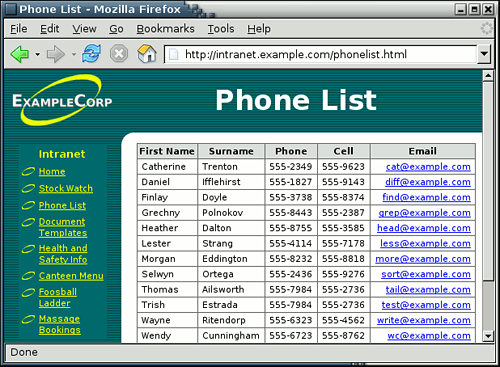 Phone List - Mozilla Firefox
File Edit View Go Bookmarks Tools Help
http://intranet.example.com/phonelist.html
EXAMPLECORP
Phone List
Intranet
Home
Stock Watch
Phone List
Document
Templates
Health and
Safety Info
Canteen Menu
Foosball
Ladder
Massage
Bookings
First Name Surname Phone Cell Email
Catherine Trenton 555-2349 555-9623 cat@example.com
Daniel Ifflehirst 555-1827 555-9143 diff@example.com
Finlay Doyle 555-3738 555-8374 find@example.com
Grechny Polnokov 555-8443 555-2387 grep@example.com
Heather Dalton 555-8755 555-3585 head@example.com
Lester Strang 555-4114 555-7178 less@example.com
Morgan Eddington 555-8232 555-8818 more@example.com
Selwyn Ortega 555-2436 555-9276 sort@example.com
Thomas Ailsworth 555-7984 555-2736 tail@example.com
Trish Estrada 555-7984 555-2736 test@example.com
Wayne Ritendorp 555-6323 555-4562 write@example.com
Wendy Cunningham 555-6723 555-8762 wc@example.com
Done